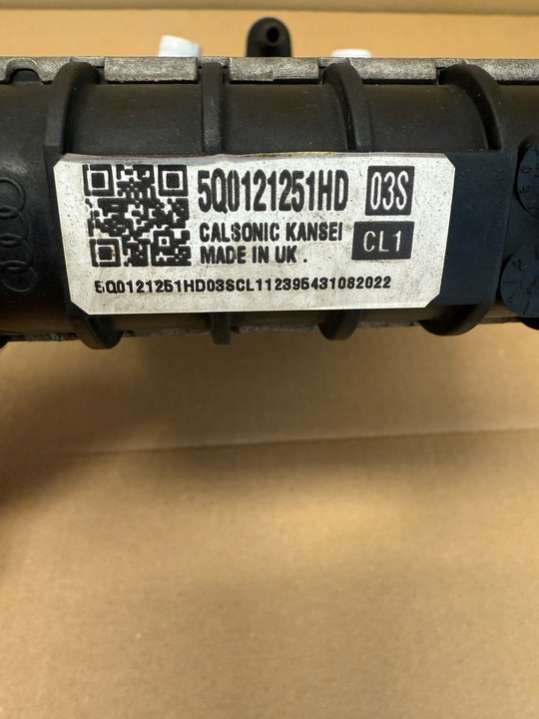 5Q0121251HD 03S
CALSONIC KANSEI CL1
MADE IN UK .
5Q0121251HD03SCL112395431082022